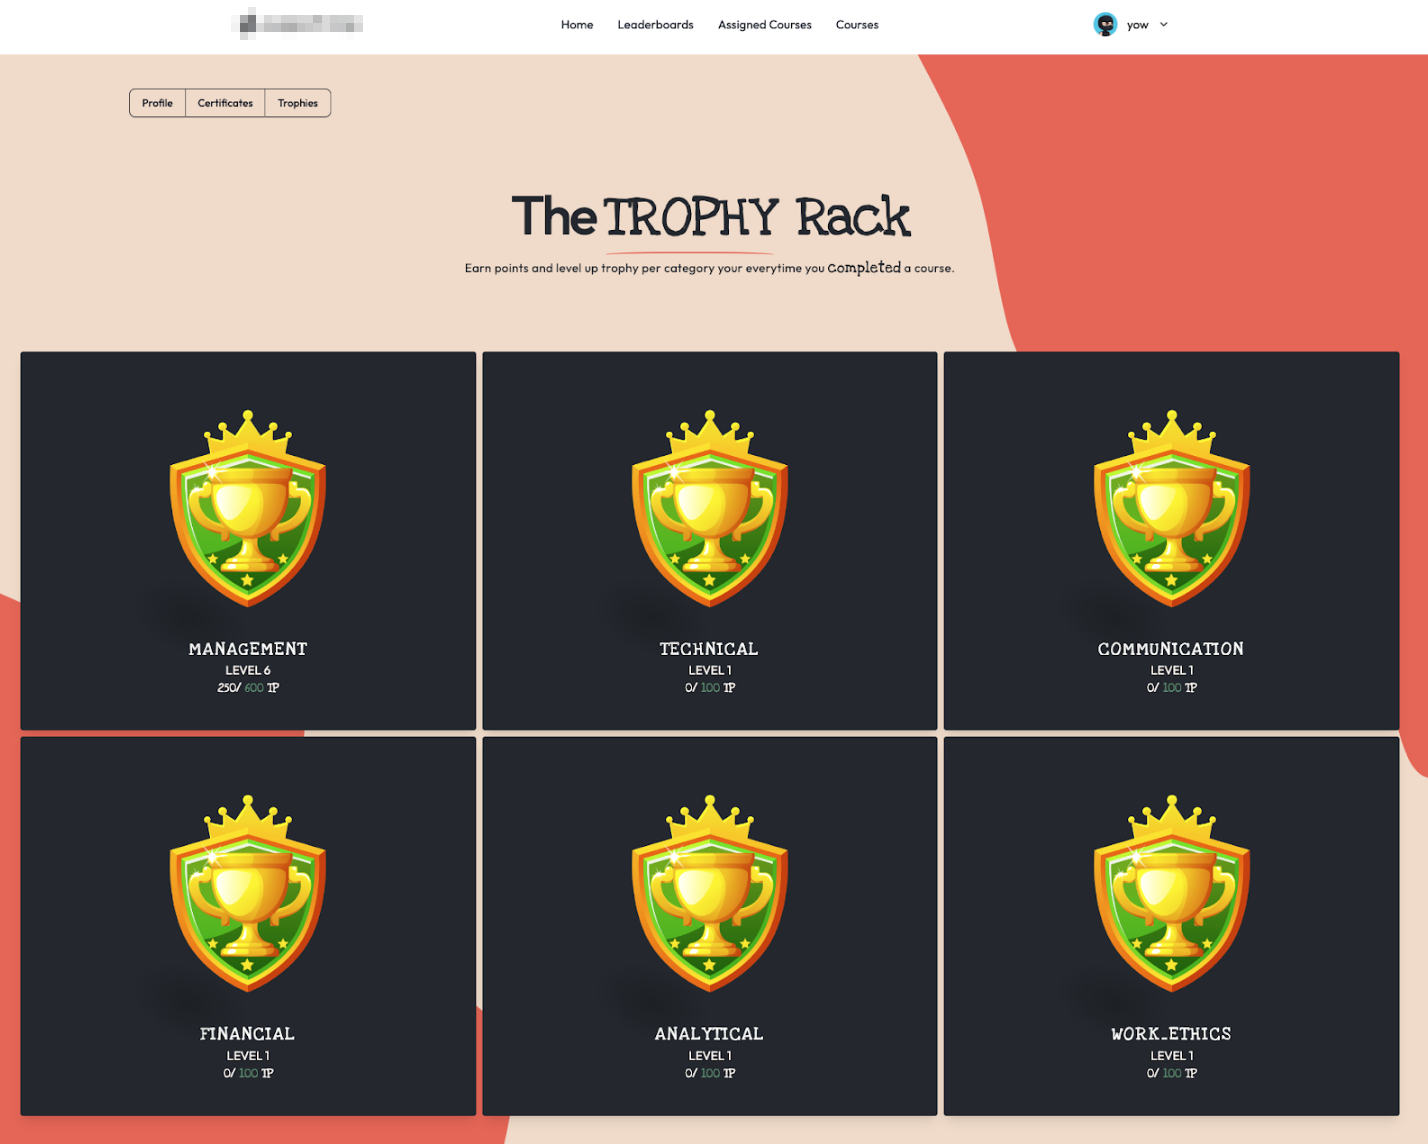 Home Leaderboards Assigned Courses Courses yow
Profile Certificates Trophies
The TROPHY Rack
Earn points and level up trophy per category your everytime you completed a course.
MANAGEMENT
LEVEL 6
250/ 600 TP
TECHNICAL
LEVEL 1
0/ 100 TP
COMMUNICATION
LEVEL 1
0/ 100 TP
FINANCIAL
LEVEL 1
0/ 100 TP
ANALYTICAL
LEVEL 1
0/ 100 TP
WORK_ETHICS
LEVEL 1
0/ 100 TP